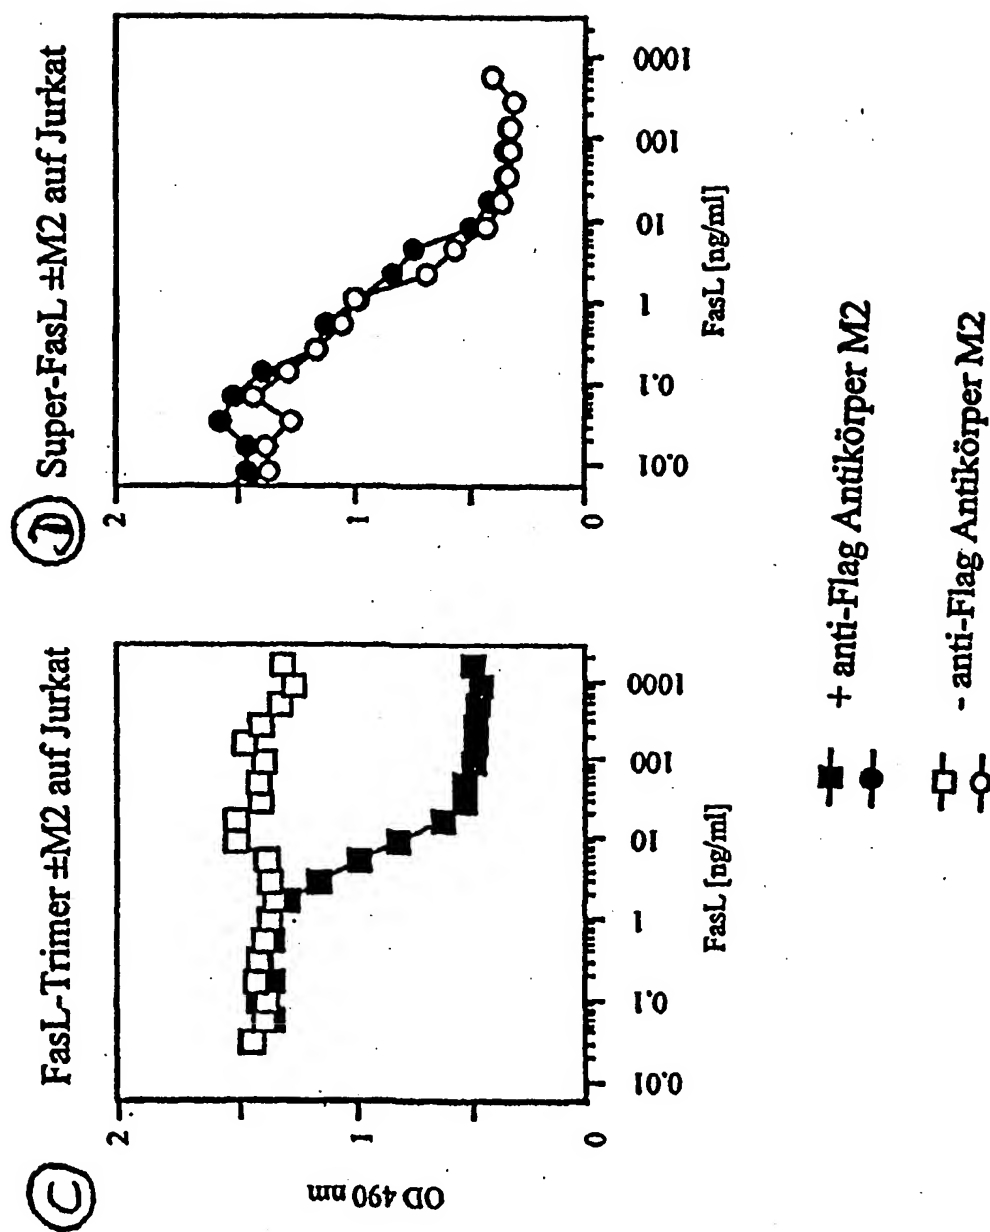 C
FasL-Trimer ±M2 auf Jurkat
OD 490 nm
2
1
0
0.01
0.1
1
10
100
1000
FasL [ng/ml]
D
Super-FasL ±M2 auf Jurkat
2
1
0
0.01
0.1
1
10
100
1000
FasL [ng/ml]
+ anti-Flag Antikörper M2
- anti-Flag Antikörper M2